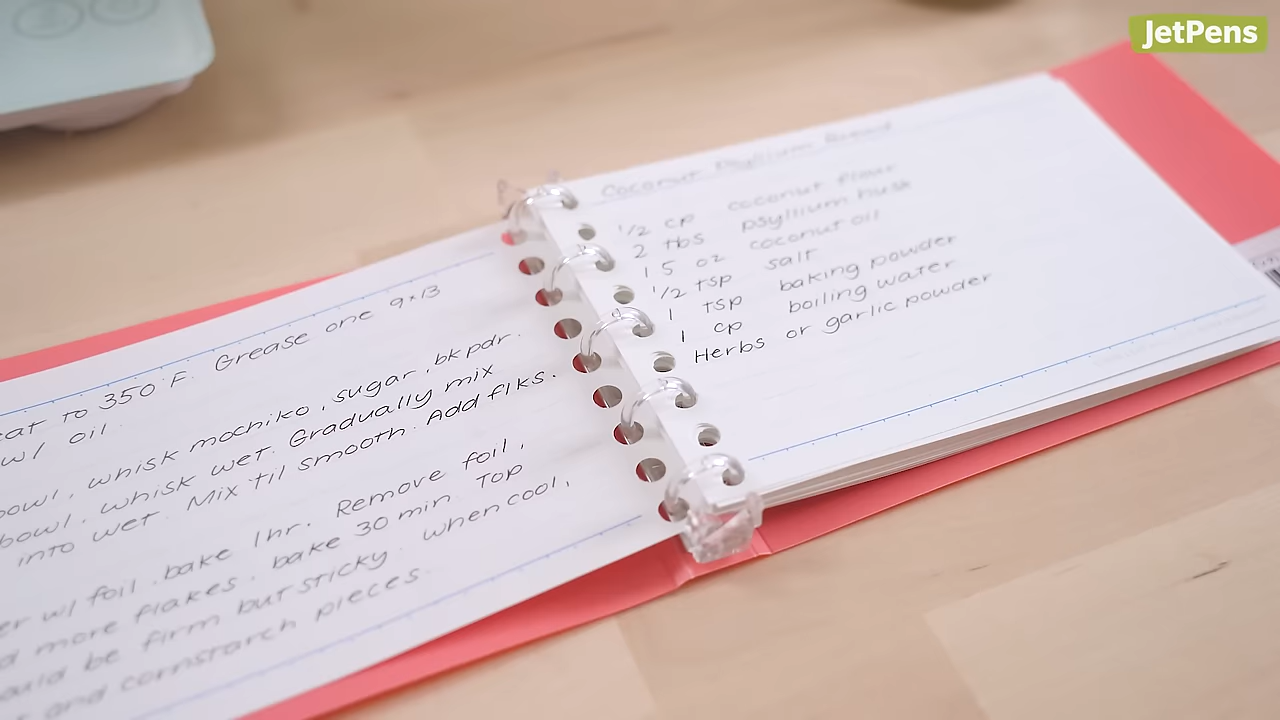 JetPens
eat to 350°F. Grease one 9x13
w/ oil.
bowl, whisk mochiko, sugar, bk pdr.
bowl, whisk wet. Gradually mix
into wet. Mix 'til smooth. Add flks.
er w/ foil, bake 1hr. Remove foil,
d more flakes, bake 30 min. Top
ould be firm but sticky. when cool,
and cornstarch pieces.
Coconut Psyllium Bread
1/2 cp coconut flour
2 tbs psyllium husk
1 5 oz coconut oil
1/2 tsp salt
1 tsp baking powder
1 cp boiling water
Herbs or garlic powder